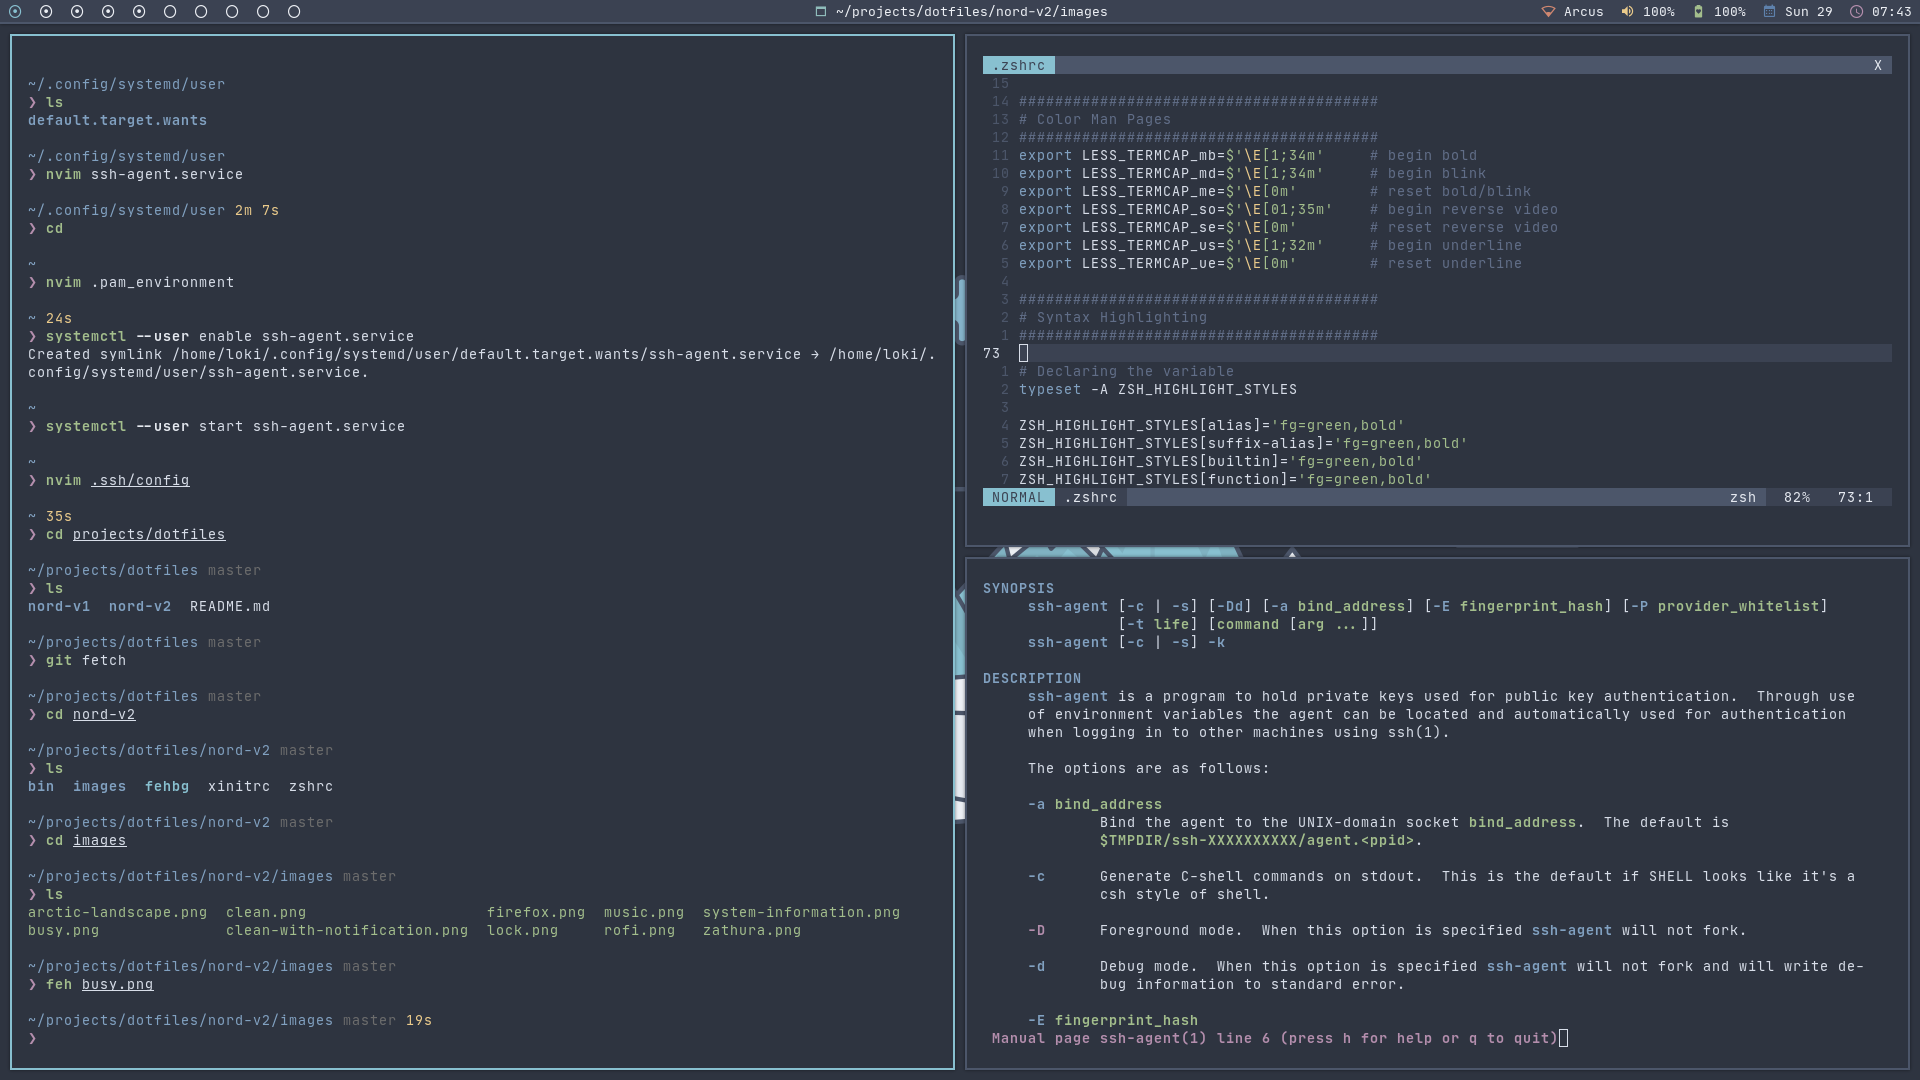 ~/projects/dotfiles/nord-v2/images
Arcus 100% 100% Sun 29 07:43
~/.config/systemd/user
❯ ls
default.target.wants
~/.config/systemd/user
❯ nvim ssh-agent.service
~/.config/systemd/user 2m 7s
❯ cd
~
❯ nvim .pam_environment
~ 24s
❯ systemctl --user enable ssh-agent.service
Created symlink /home/loki/.config/systemd/user/default.target.wants/ssh-agent.service → /home/loki/.
config/systemd/user/ssh-agent.service.
~
❯ systemctl --user start ssh-agent.service
~
❯ nvim .ssh/config
~ 35s
❯ cd projects/dotfiles
~/projects/dotfiles master
❯ ls
nord-v1 nord-v2 README.md
~/projects/dotfiles master
❯ git fetch
~/projects/dotfiles master
❯ cd nord-v2
~/projects/dotfiles/nord-v2 master
❯ ls
bin images fehbg xinitrc zshrc
~/projects/dotfiles/nord-v2 master
❯ cd images
~/projects/dotfiles/nord-v2/images master
❯ ls
arctic-landscape.png clean.png firefox.png music.png system-information.png
busy.png clean-with-notification.png lock.png rofi.png zathura.png
~/projects/dotfiles/nord-v2/images master
❯ feh busy.png
~/projects/dotfiles/nord-v2/images master 19s
❯
.zshrc X
15
14 ########################################
13 # Color Man Pages
12 ########################################
11 export LESS_TERMCAP_mb=$'\E[1;34m' # begin bold
10 export LESS_TERMCAP_md=$'\E[1;34m' # begin blink
9 export LESS_TERMCAP_me=$'\E[0m' # reset bold/blink
8 export LESS_TERMCAP_so=$'\E[01;35m' # begin reverse video
7 export LESS_TERMCAP_se=$'\E[0m' # reset reverse video
6 export LESS_TERMCAP_us=$'\E[1;32m' # begin underline
5 export LESS_TERMCAP_ue=$'\E[0m' # reset underline
4
3 ########################################
2 # Syntax Highlighting
1 ########################################
73
1 # Declaring the variable
2 typeset -A ZSH_HIGHLIGHT_STYLES
3
4 ZSH_HIGHLIGHT_STYLES[alias]='fg=green,bold'
5 ZSH_HIGHLIGHT_STYLES[suffix-alias]='fg=green,bold'
6 ZSH_HIGHLIGHT_STYLES[builtin]='fg=green,bold'
7 ZSH_HIGHLIGHT_STYLES[function]='fg=green,bold'
NORMAL .zshrc zsh 82% 73:1
SYNOPSIS
ssh-agent [-c | -s] [-Dd] [-a bind_address] [-E fingerprint_hash] [-P provider_whitelist]
[-t life] [command [arg ...]]
ssh-agent [-c | -s] -k
DESCRIPTION
ssh-agent is a program to hold private keys used for public key authentication. Through use
of environment variables the agent can be located and automatically used for authentication
when logging in to other machines using ssh(1).
The options are as follows:
-a bind_address
Bind the agent to the UNIX-domain socket bind_address. The default is
$TMPDIR/ssh-XXXXXXXXXX/agent.<ppid>.
-c Generate C-shell commands on stdout. This is the default if SHELL looks like it's a
csh style of shell.
-D Foreground mode. When this option is specified ssh-agent will not fork.
-d Debug mode. When this option is specified ssh-agent will not fork and will write de-
bug information to standard error.
-E fingerprint_hash
Manual page ssh-agent(1) line 6 (press h for help or q to quit)